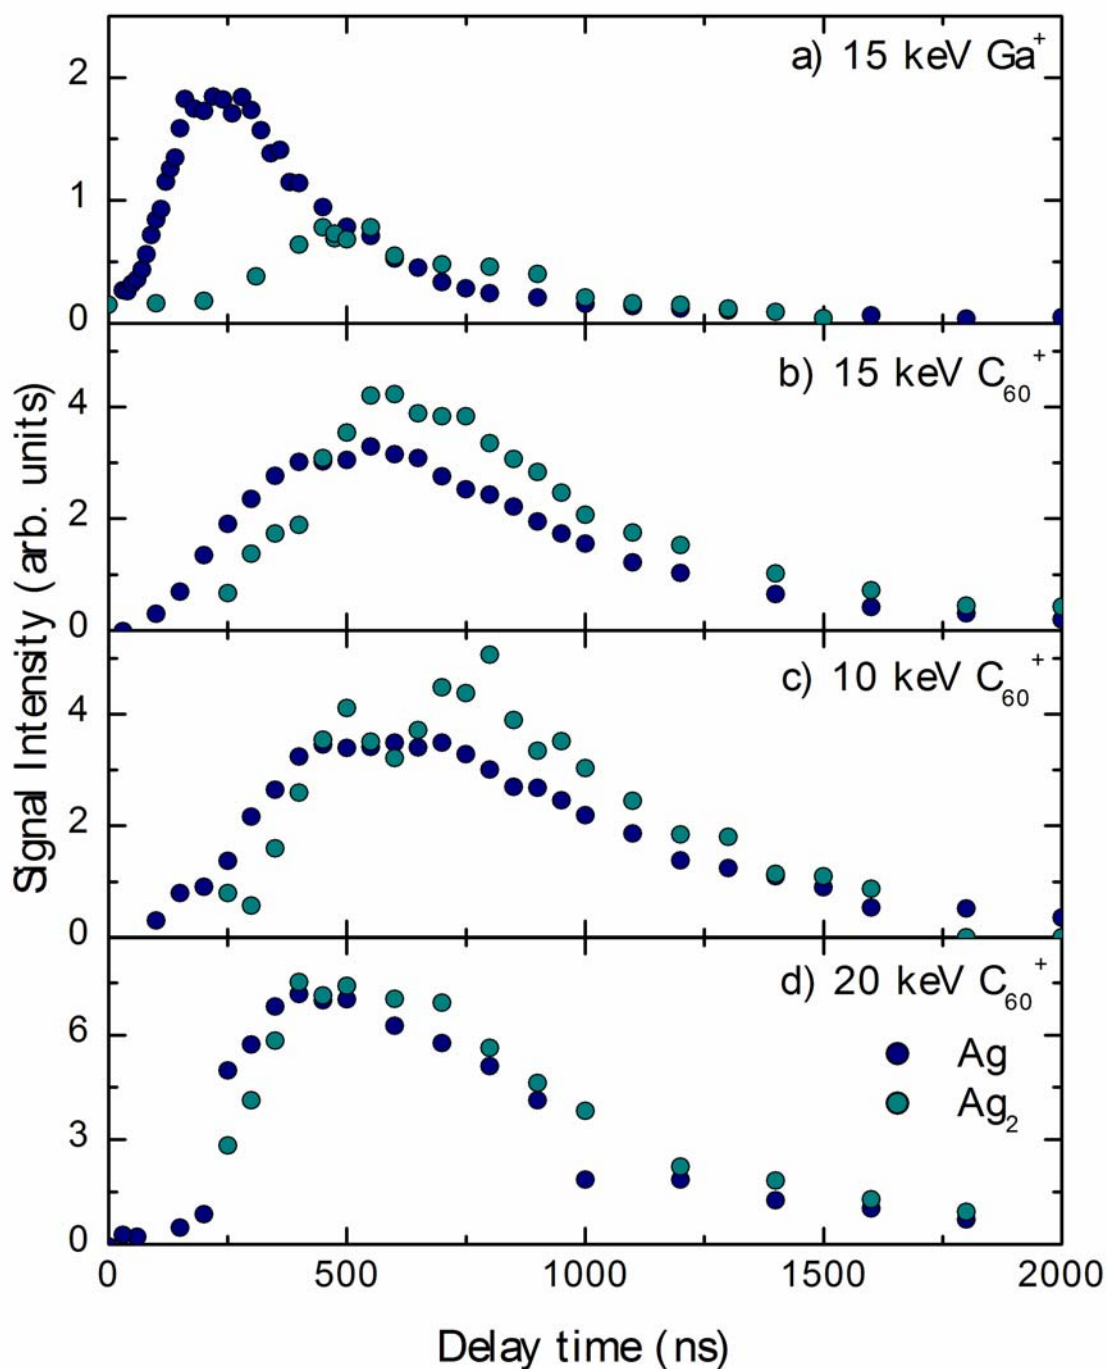 a) 15 keV Ga⁺
2
1
0
b) 15 keV C₆₀⁺
4
2
0
c) 10 keV C₆₀⁺
4
2
0
d) 20 keV C₆₀⁺
6
3
0
Ag
Ag₂
0 500 1000 1500 2000
Delay time (ns)
Signal Intensity (arb. units)